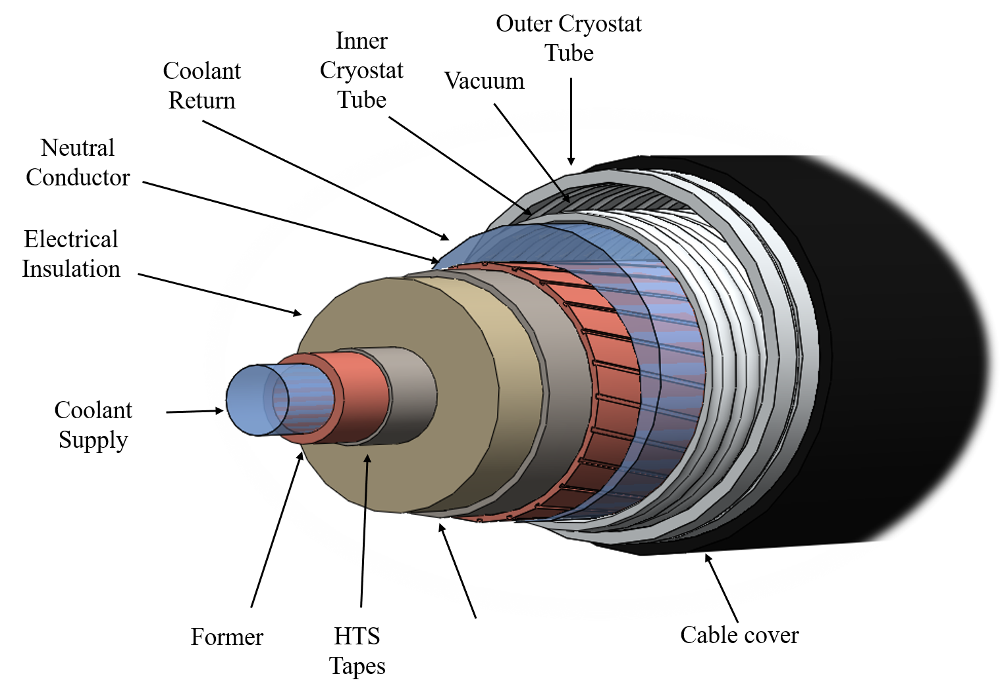 Outer Cryostat
Tube
Inner
Cryostat
Tube
Vacuum
Coolant
Return
Neutral
Conductor
Electrical
Insulation
Coolant
Supply
Former
HTS
Tapes
Cable cover